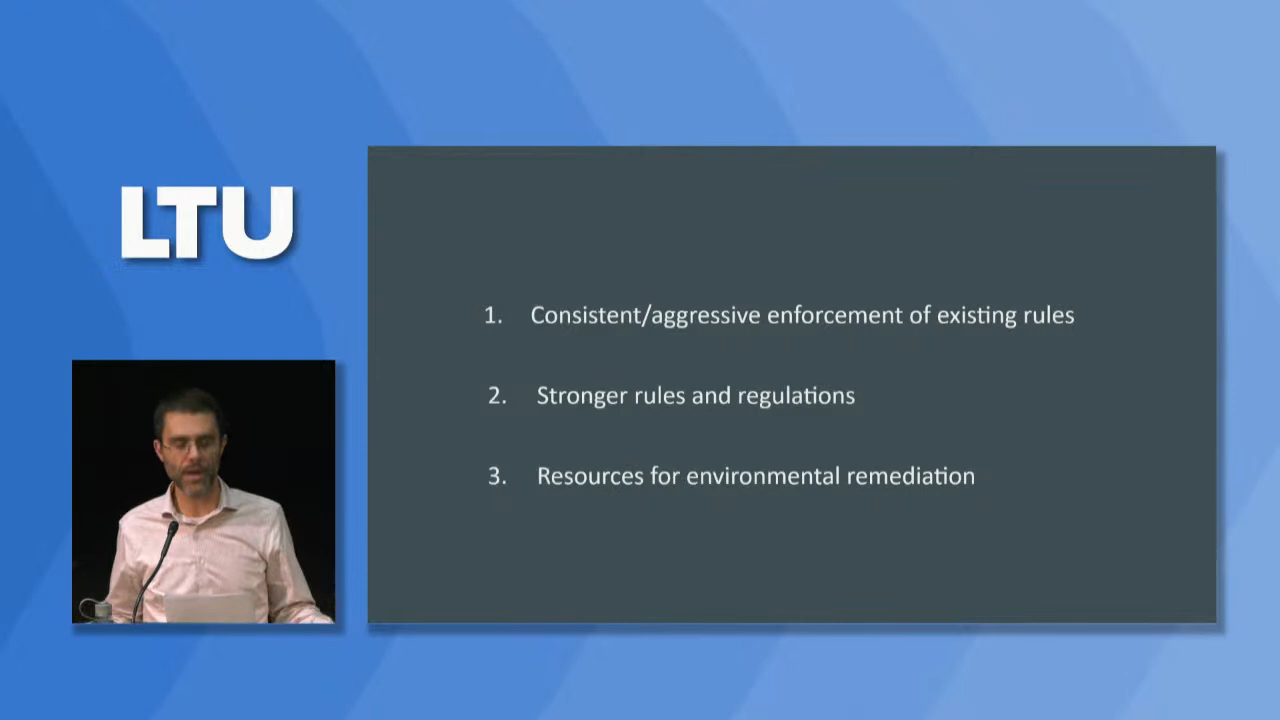 LTU
1. Consistent/aggressive enforcement of existing rules
2. Stronger rules and regulations
3. Resources for environmental remediation